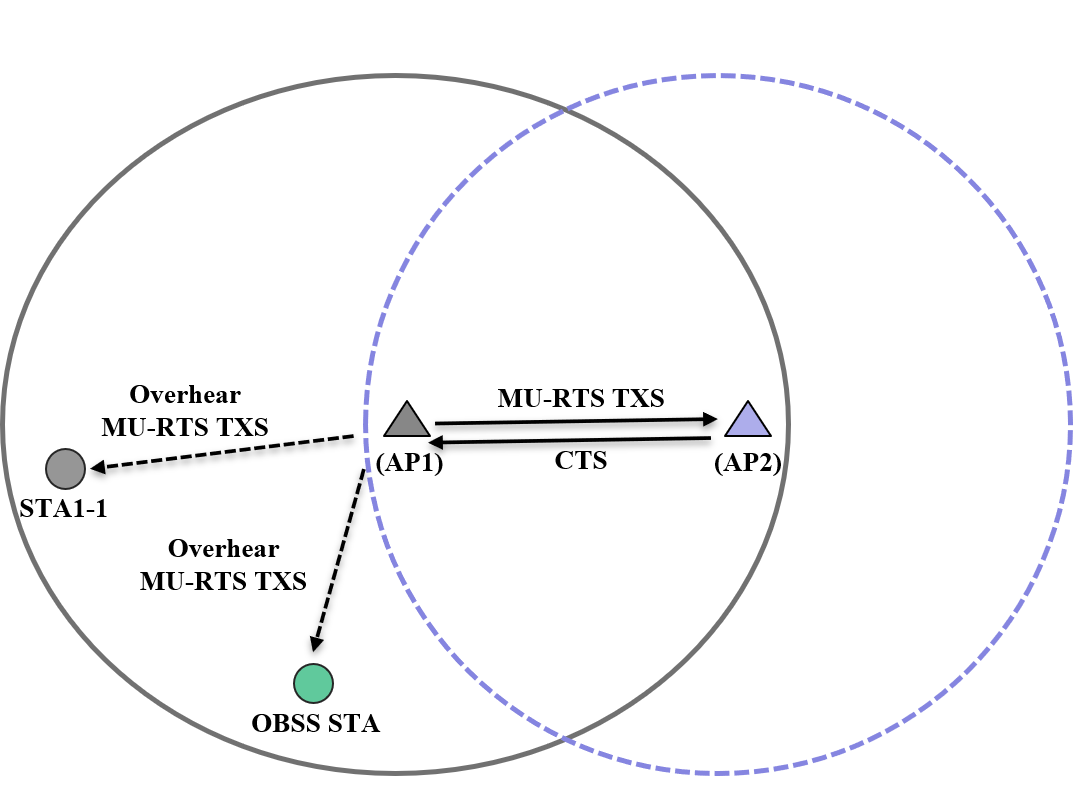 Overhear
MU-RTS TXS
MU-RTS TXS
(AP1)
CTS
(AP2)
STA1-1
Overhear
MU-RTS TXS
OBSS STA